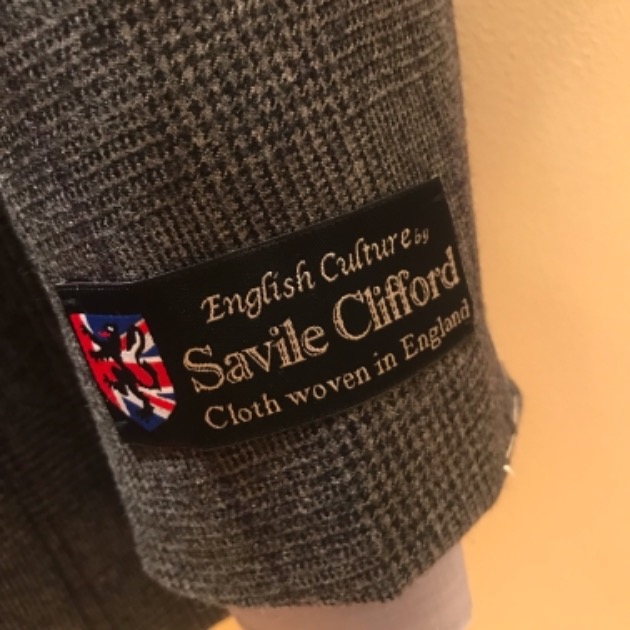 English Culture by
Savile Clifford
Cloth woven in England